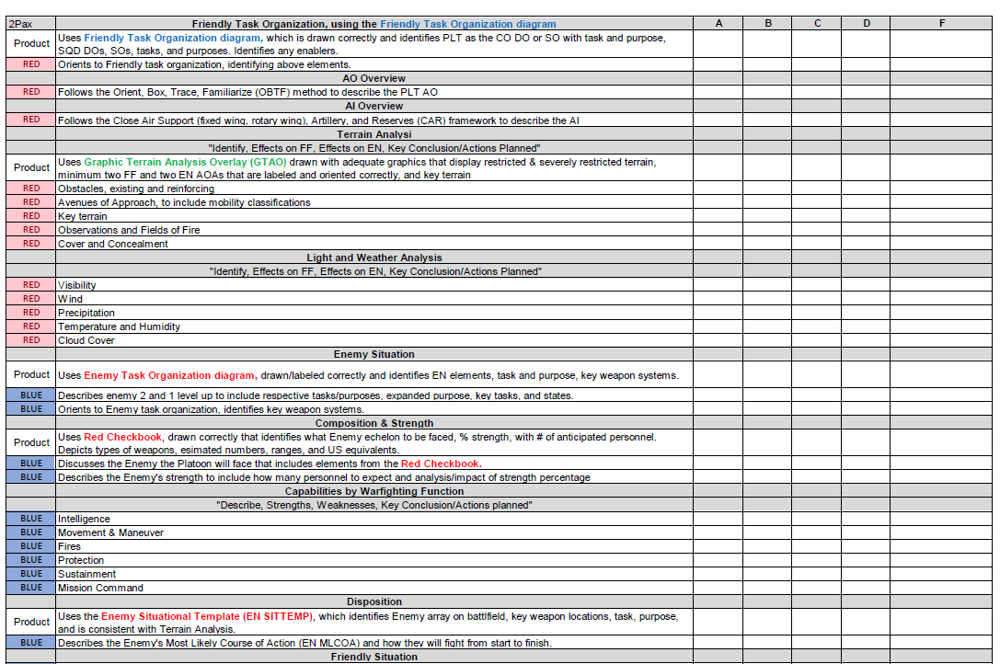 2Pax Friendly Task Organization, using the Friendly Task Organization diagram A B C D F
Product Uses Friendly Task Organization diagram, which is drawn correctly and identifies PLT as the CO DO or SO with task and purpose,
SQD DOs, SOs, tasks, and purposes. Identifies any enablers.
RED Orients to Friendly task organization, identifying above elements.
AO Overview
RED Follows the Orient, Box, Trace, Familiarize (OBTF) method to describe the PLT AO
AI Overview
RED Follows the Close Air Support (fixed wing, rotary wing), Artillery, and Reserves (CAR) framework to describe the AI
Terrain Analysi
"Identify, Effects on FF, Effects on EN, Key Conclusion/Actions Planned"
Product Uses Graphic Terrain Analysis Overlay (GTAO) drawn with adequate graphics that display restricted & severely restricted terrain,
minimum two FF and two EN AOAs that are labeled and oriented correctly, and key terrain
RED Obstacles, existing and reinforcing
RED Avenues of Approach, to include mobility classifications
RED Key terrain
RED Observations and Fields of Fire
RED Cover and Concealment
Light and Weather Analysis
"Identify, Effects on FF, Effects on EN, Key Conclusion/Actions Planned"
RED Visibility
RED Wind
RED Precipitation
RED Temperature and Humidity
RED Cloud Cover
Enemy Situation
Product Uses Enemy Task Organization diagram, drawn/labeled correctly and identifies EN elements, task and purpose, key weapon systems.
BLUE Describes enemy 2 and 1 level up to include respective tasks/purposes, expanded purpose, key tasks, and states.
BLUE Orients to Enemy task organization, identifies key weapon systems.
Composition & Strength
Product Uses Red Checkbook, drawn correctly that identifies what Enemy echelon to be faced, % strength, with # of anticipated personnel.
Depicts types of weapons, esimated numbers, ranges, and US equivalents.
BLUE Discusses the Enemy the Platoon will face that includes elements from the Red Checkbook.
BLUE Describes the Enemy's strength to include how many personnel to expect and analysis/impact of strength percentage
Capabilities by Warfighting Function
"Describe, Strengths, Weaknesses, Key Conclusion/Actions planned"
BLUE Intelligence
BLUE Movement & Maneuver
BLUE Fires
BLUE Protection
BLUE Sustainment
BLUE Mission Command
Disposition
Product Uses the Enemy Situational Template (EN SITTEMP), which identifies Enemy array on battlfield, key weapon locations, task, purpose,
and is consistent with Terrain Analysis.
BLUE Describes the Enemy's Most Likely Course of Action (EN MLCOA) and how they will fight from start to finish.
Friendly Situation